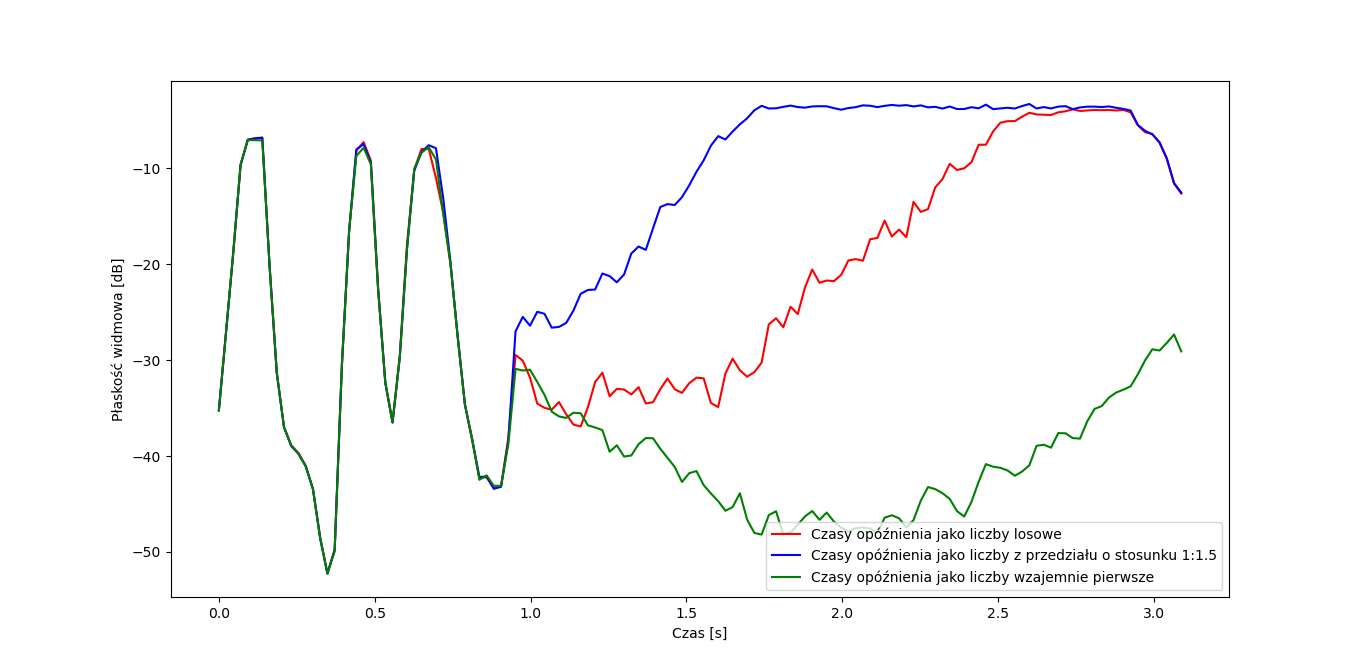 Płaskość widmowa [dB]
−10
−20
−30
−40
−50
0.0 0.5 1.0 1.5 2.0 2.5 3.0
Czas [s]
Czasy opóźnienia jako liczby losowe
Czasy opóźnienia jako liczby z przedziału o stosunku 1:1.5
Czasy opóźnienia jako liczby wzajemnie pierwsze